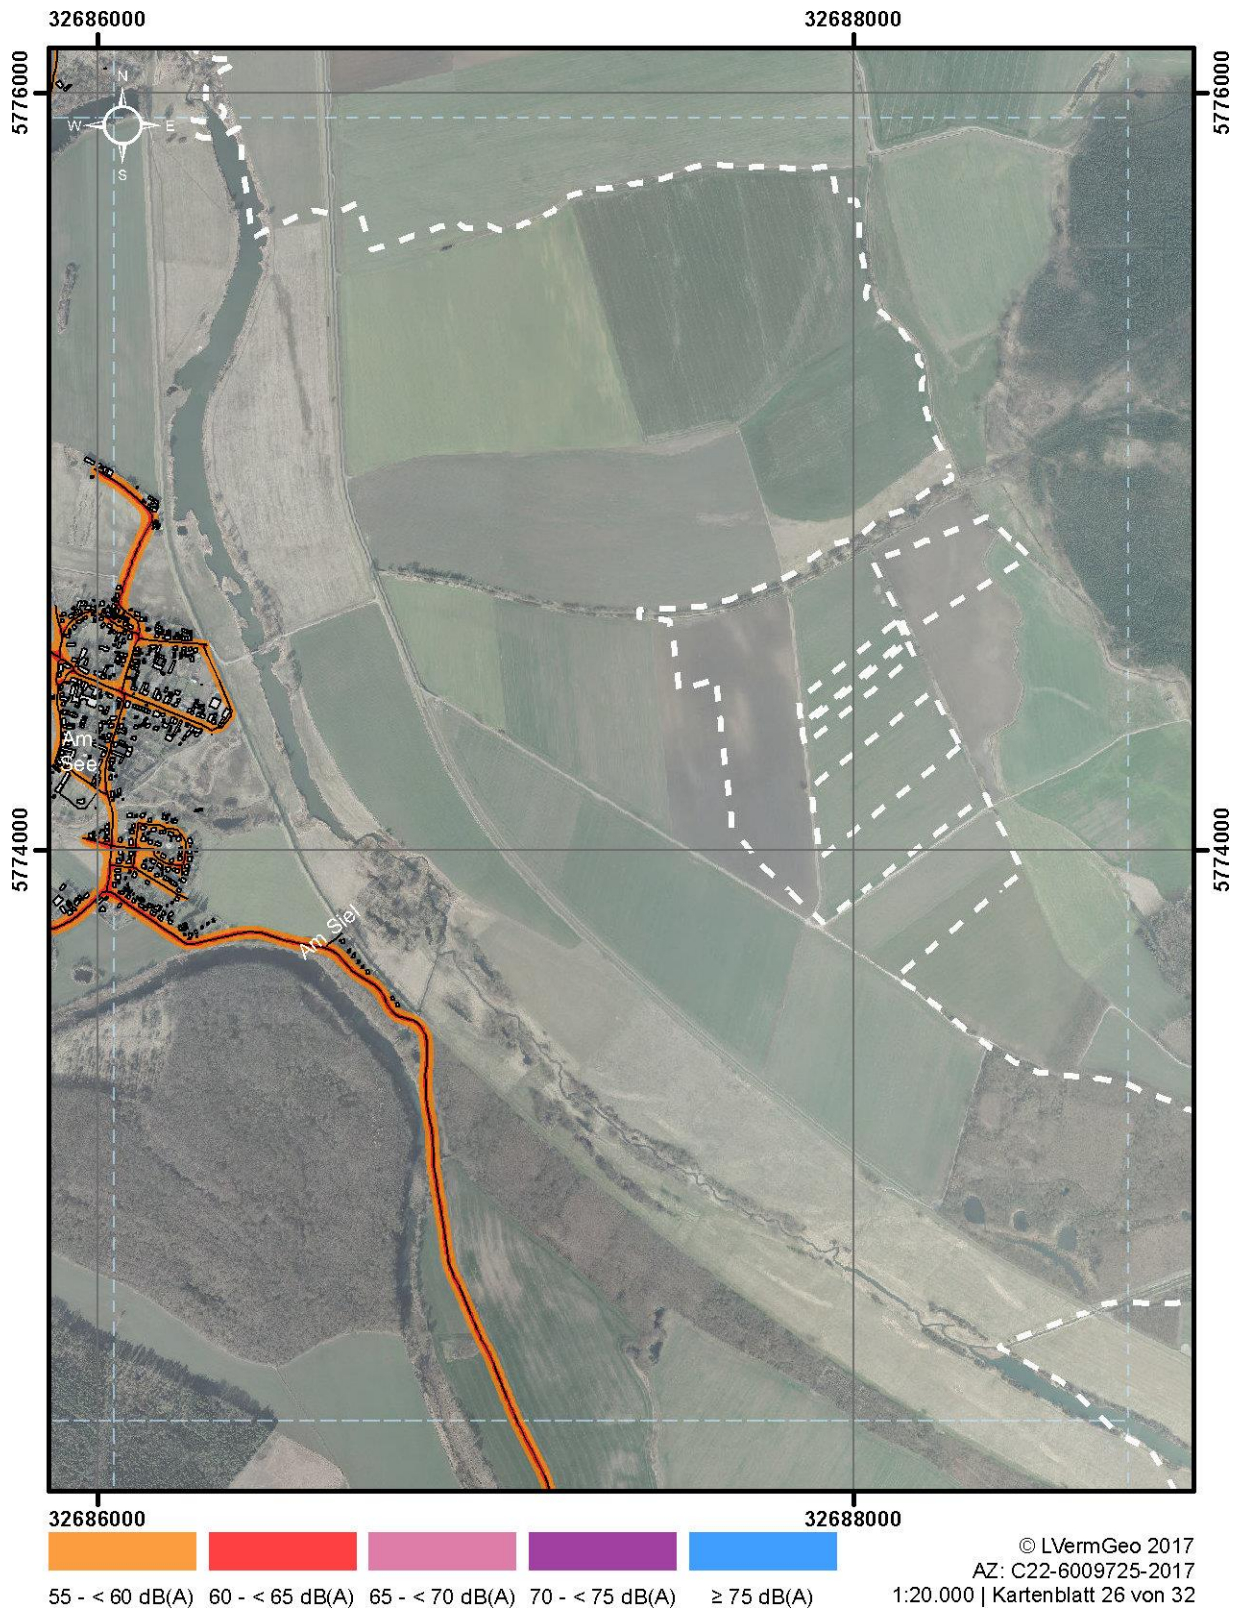 32686000 32688000
5776000 5776000
N
W E
S
Am
See
5774000 5774000
Am Siel
32686000 32688000
55 - < 60 dB(A) 60 - < 65 dB(A) 65 - < 70 dB(A) 70 - < 75 dB(A) ≥ 75 dB(A)
© LVermGeo 2017
AZ: C22-6009725-2017
1:20.000 | Kartenblatt 26 von 32